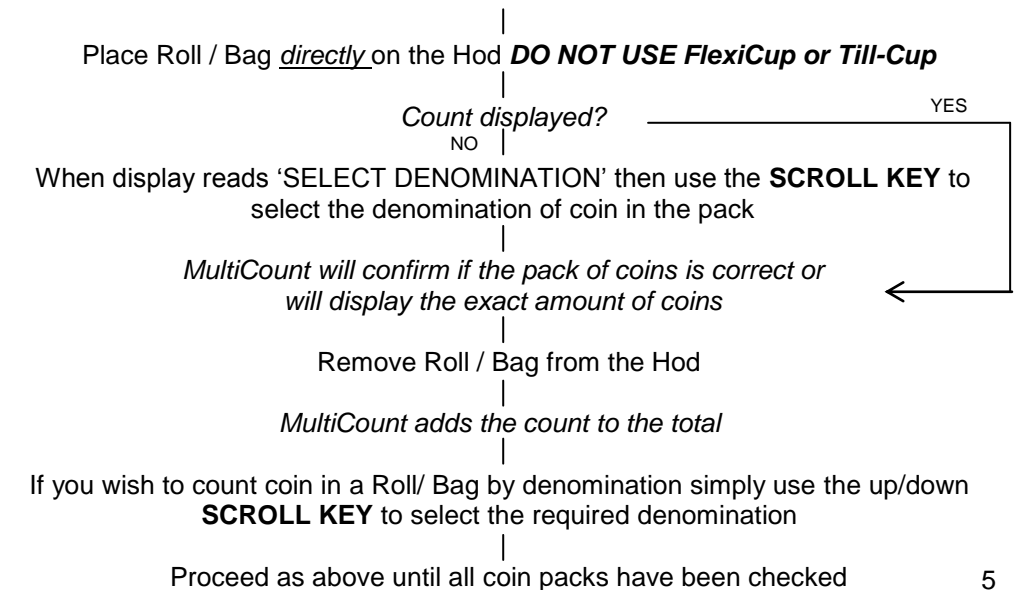 Place Roll / Bag directly on the Hod DO NOT USE FlexiCup or Till-Cup
Count displayed?
YES
NO
When display reads ‘SELECT DENOMINATION’ then use the SCROLL KEY to
select the denomination of coin in the pack
MultiCount will confirm if the pack of coins is correct or
will display the exact amount of coins
Remove Roll / Bag from the Hod
MultiCount adds the count to the total
If you wish to count coin in a Roll/ Bag by denomination simply use the up/down
SCROLL KEY to select the required denomination
Proceed as above until all coin packs have been checked
5